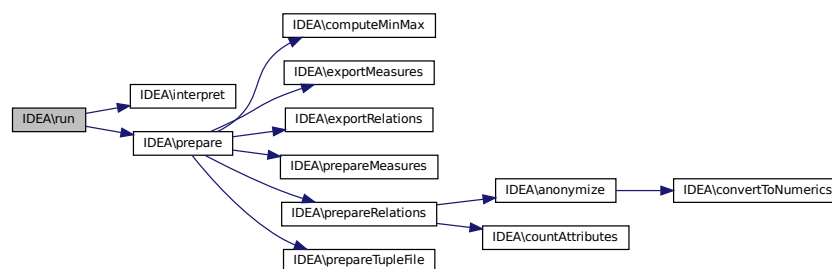 IDEA\computeMinMax
IDEA\exportMeasures
IDEA\interpret
IDEA\run
IDEA\exportRelations
IDEA\prepare
IDEA\prepareMeasures
IDEA\anonymize
IDEA\convertToNumerics
IDEA\prepareRelations
IDEA\countAttributes
IDEA\prepareTupleFile